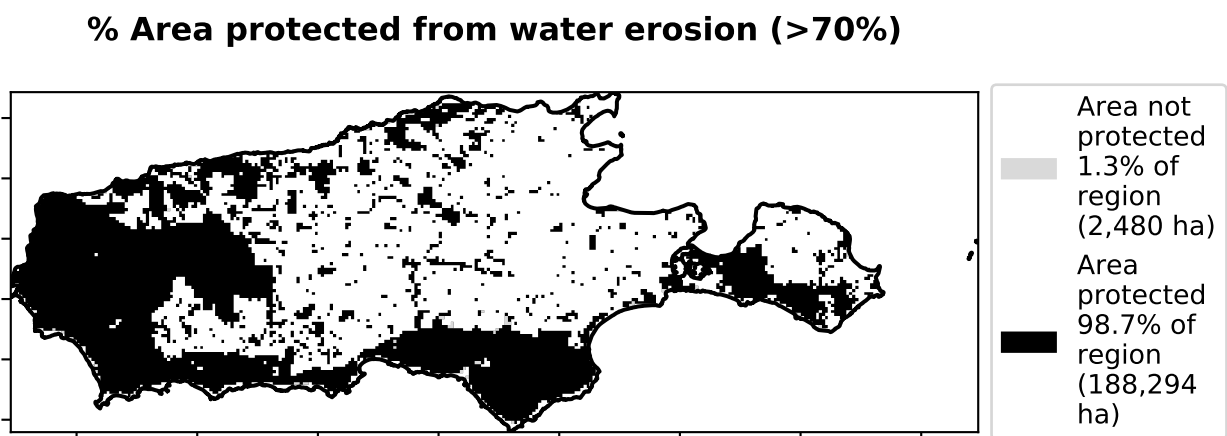 % Area protected from water erosion (>70%)
Area not
protected
1.3% of
region
(2,480 ha)
Area
protected
98.7% of
region
(188,294
ha)